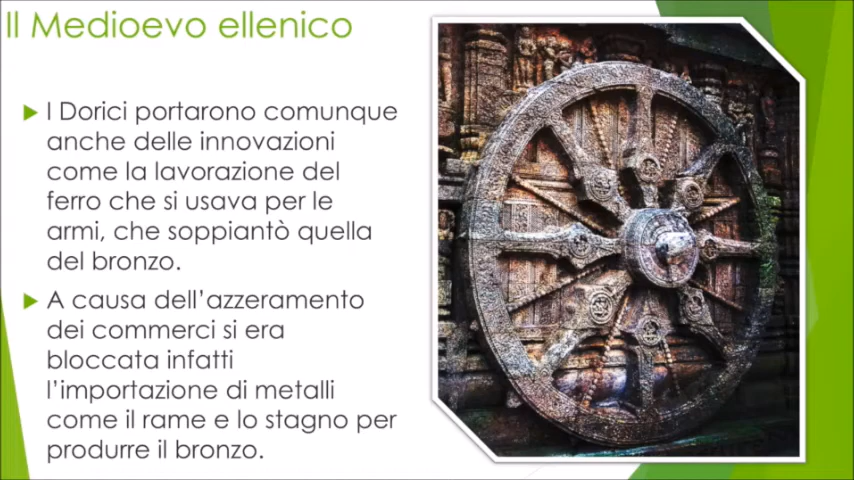 Il Medioevo ellenico
I Dorici portarono comunque
anche delle innovazioni
come la lavorazione del
ferro che si usava per le
armi, che soppiantò quella
del bronzo.
A causa dell’azzeramento
dei commerci si era
bloccata infatti
l’importazione di metalli
come il rame e lo stagno per
produrre il bronzo.